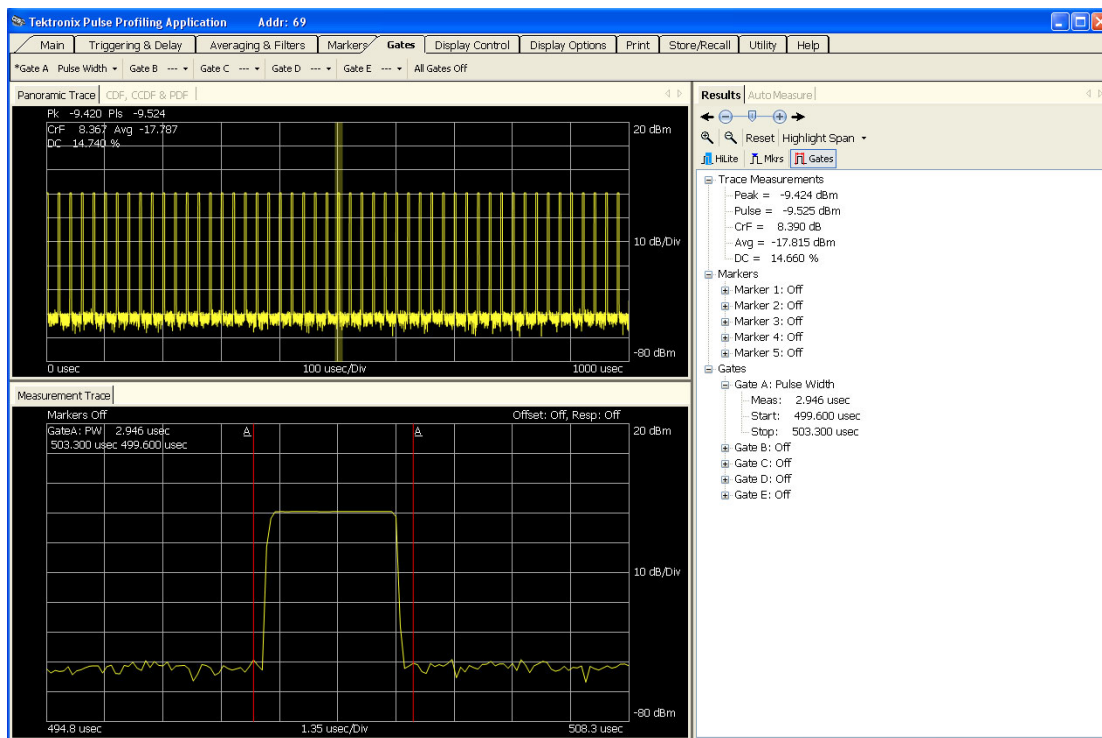 Tektronix Pulse Profiling Application Addr: 69
Main Triggering & Delay Averaging & Filters Markers Gates Display Control Display Options Print Store/Recall Utility Help
*Gate A Pulse Width Gate B --- Gate C --- Gate D --- Gate E --- All Gates Off
Panoramic Trace CDF, CCDF & PDF
Pk -9.420 Pls -9.524
CrF 8.367 Avg -17.787
DC 14.740 %
20 dBm
10 dB/Div
-80 dBm
0 usec 100 usec/Div 1000 usec
Measurement Trace
Markers Off Offset: Off, Resp: Off
GateA: PW 2.946 usec
503.300 usec 499.600 usec
A A
20 dBm
10 dB/Div
-80 dBm
494.8 usec 1.35 usec/Div 508.3 usec
Results Auto Measure
Reset Highlight Span
HiLite Mkrs Gates
Trace Measurements
Peak = -9.424 dBm
Pulse = -9.525 dBm
CrF = 8.390 dB
Avg = -17.815 dBm
DC = 14.660 %
Markers
Marker 1: Off
Marker 2: Off
Marker 3: Off
Marker 4: Off
Marker 5: Off
Gates
Gate A: Pulse Width
Meas: 2.946 usec
Start: 499.600 usec
Stop: 503.300 usec
Gate B: Off
Gate C: Off
Gate D: Off
Gate E: Off